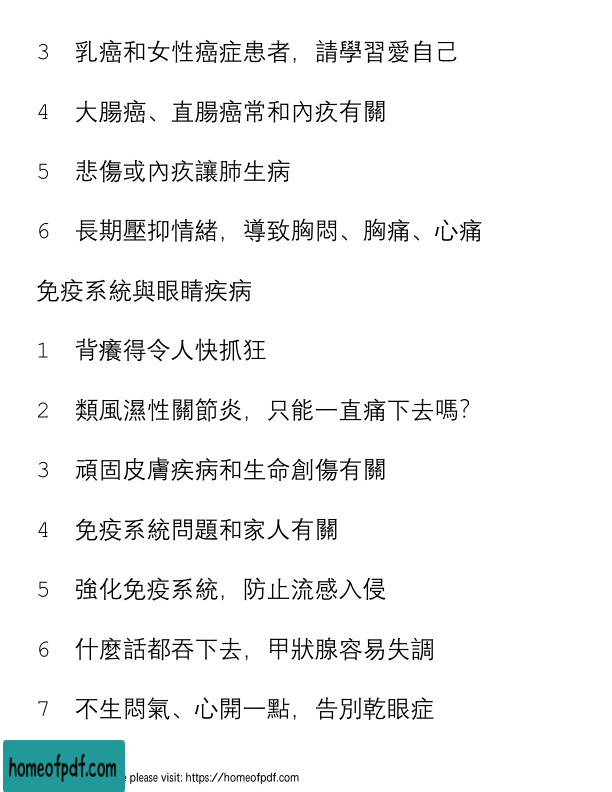 3 乳癌和女性癌症患者，請學習愛自己
4 大腸癌、直腸癌常和內疚有關
5 悲傷或內疚讓肺生病
6 長期壓抑情緒，導致胸悶、胸痛、心痛
免疫系統與眼睛疾病
1 背癢得令人快抓狂
2 類風濕性關節炎，只能一直痛下去嗎？
3 頑固皮膚疾病和生命創傷有關
4 免疫系統問題和家人有關
5 強化免疫系統，防止流感入侵
6 什麼話都吞下去，甲狀腺容易失調
7 不生悶氣、心開一點，告別乾眼症
homeofpdf.com
please visit: https://homeofpdf.com